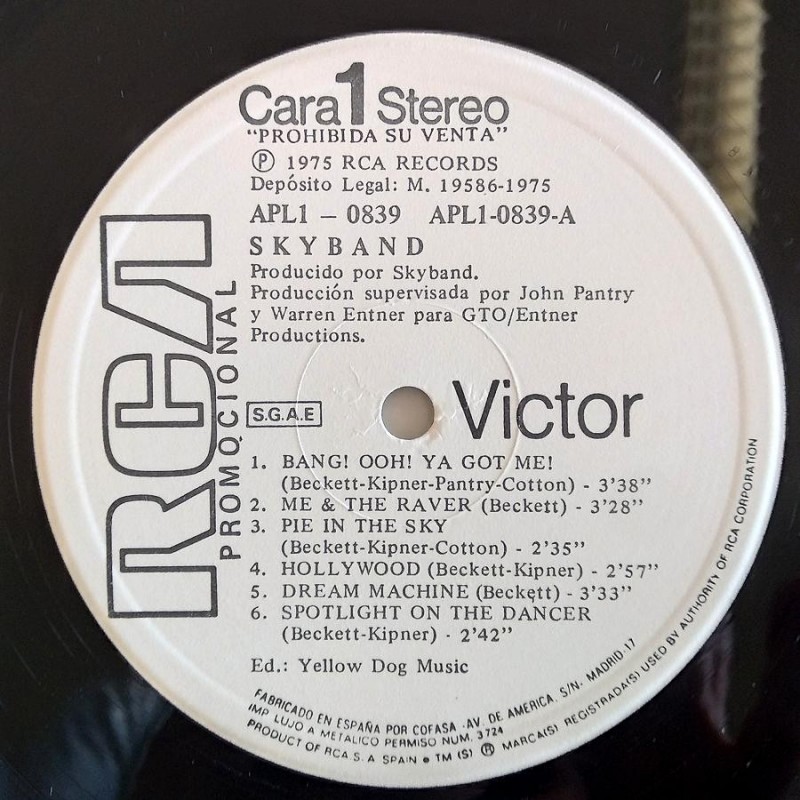 Cara 1 Stereo
"PROHIBIDA SU VENTA"
Ⓟ 1975 RCA RECORDS
Depósito Legal: M. 19586-1975
APL1 – 0839 APL1-0839-A
SKYBAND
Producido por Skyband.
Producción supervisada por John Pantry
y Warren Entner para GTO/Entner
Productions.
RCA
PROMOCIONAL
S.G.A.E
Victor
1. BANG! OOH! YA GOT ME!
(Beckett-Kipner-Pantry-Cotton) - 3'38"
2. ME & THE RAVER (Beckett) - 3'28"
3. PIE IN THE SKY
(Beckett-Kipner-Cotton) - 2'35"
4. HOLLYWOOD (Beckett-Kipner) - 2'57"
5. DREAM MACHINE (Beckett) - 3'33"
6. SPOTLIGHT ON THE DANCER
(Beckett-Kipner) - 2'42"
Ed.: Yellow Dog Music
FABRICADO EN ESPAÑA POR COFASA - AV. DE AMERICA. S/N. MADRID-17
IMP LUJO A METALICO PERMISO NUM. 3724
PRODUCT OF RCA S.A SPAIN ● TM (S) ® MARCA(S) REGISTRADA(S) USED BY AUTHORITY OF RCA CORPORATION